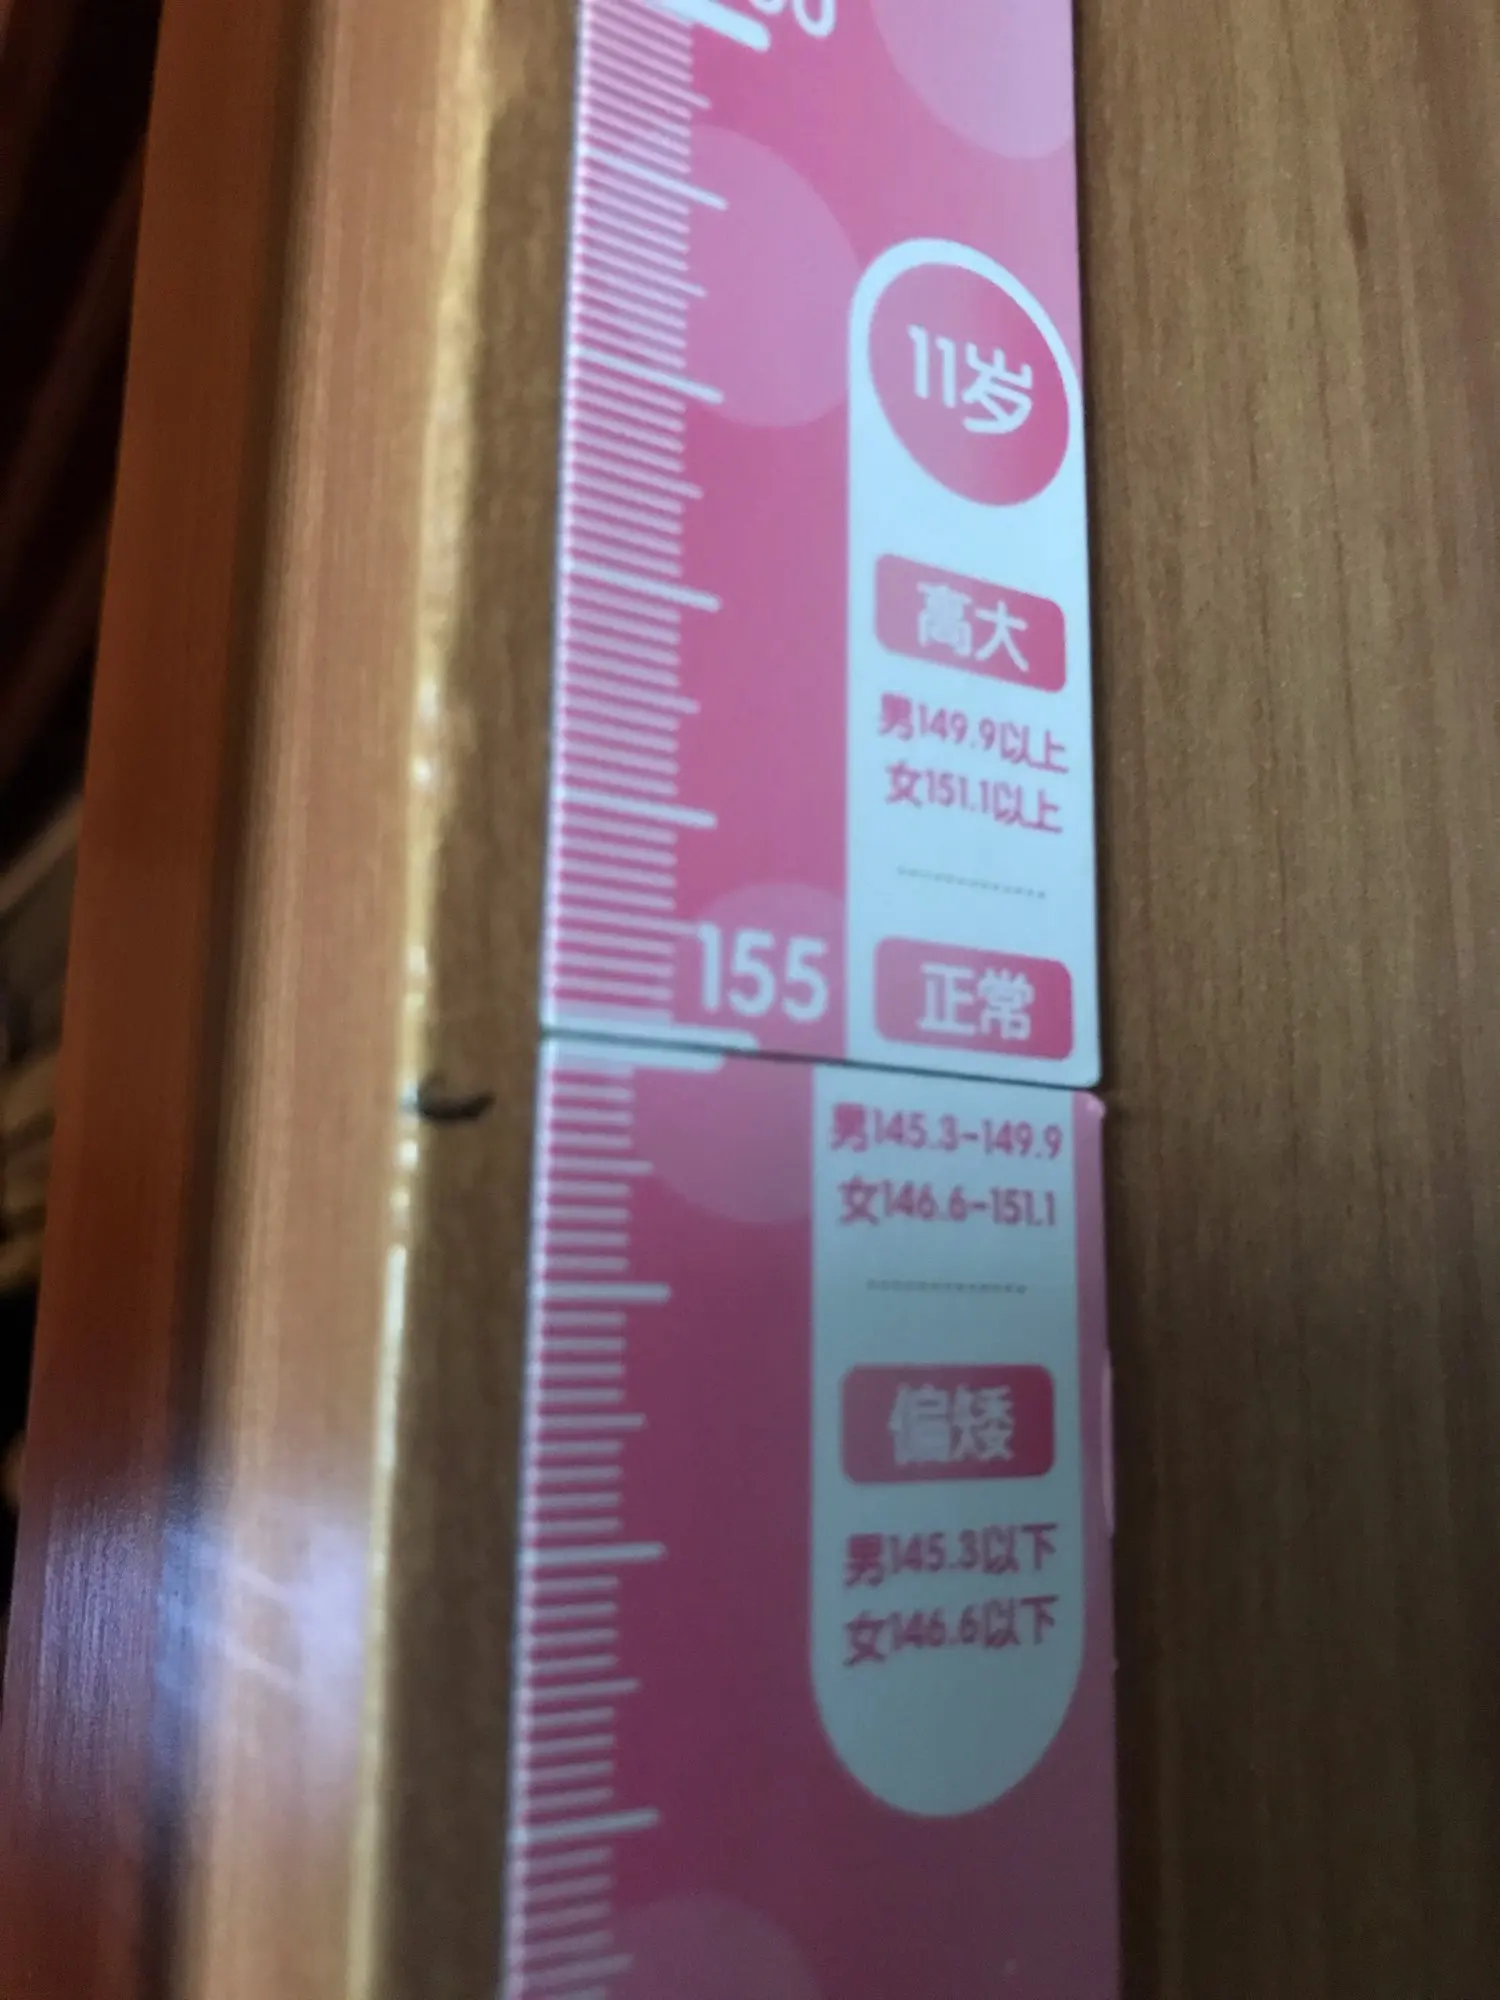 11岁
高大
男149.9以上
女151.1以上
155
正常
男145.3-149.9
女146.6-151.1
偏矮
男145.3以下
女146.6以下